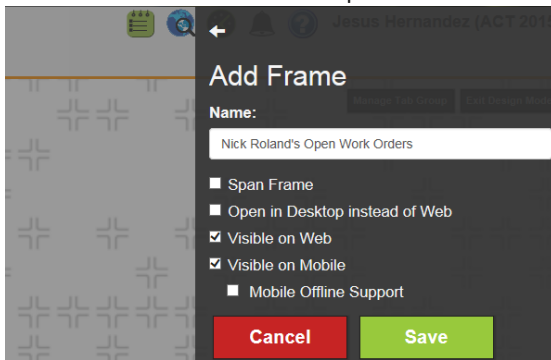 Jesus Hernandez (ACT 201
Add Frame
Manage Tab Group Exit Design Mode
Name:
Nick Roland's Open Work Orders
Span Frame
Open in Desktop instead of Web
Visible on Web
Visible on Mobile
Mobile Offline Support
Cancel Save